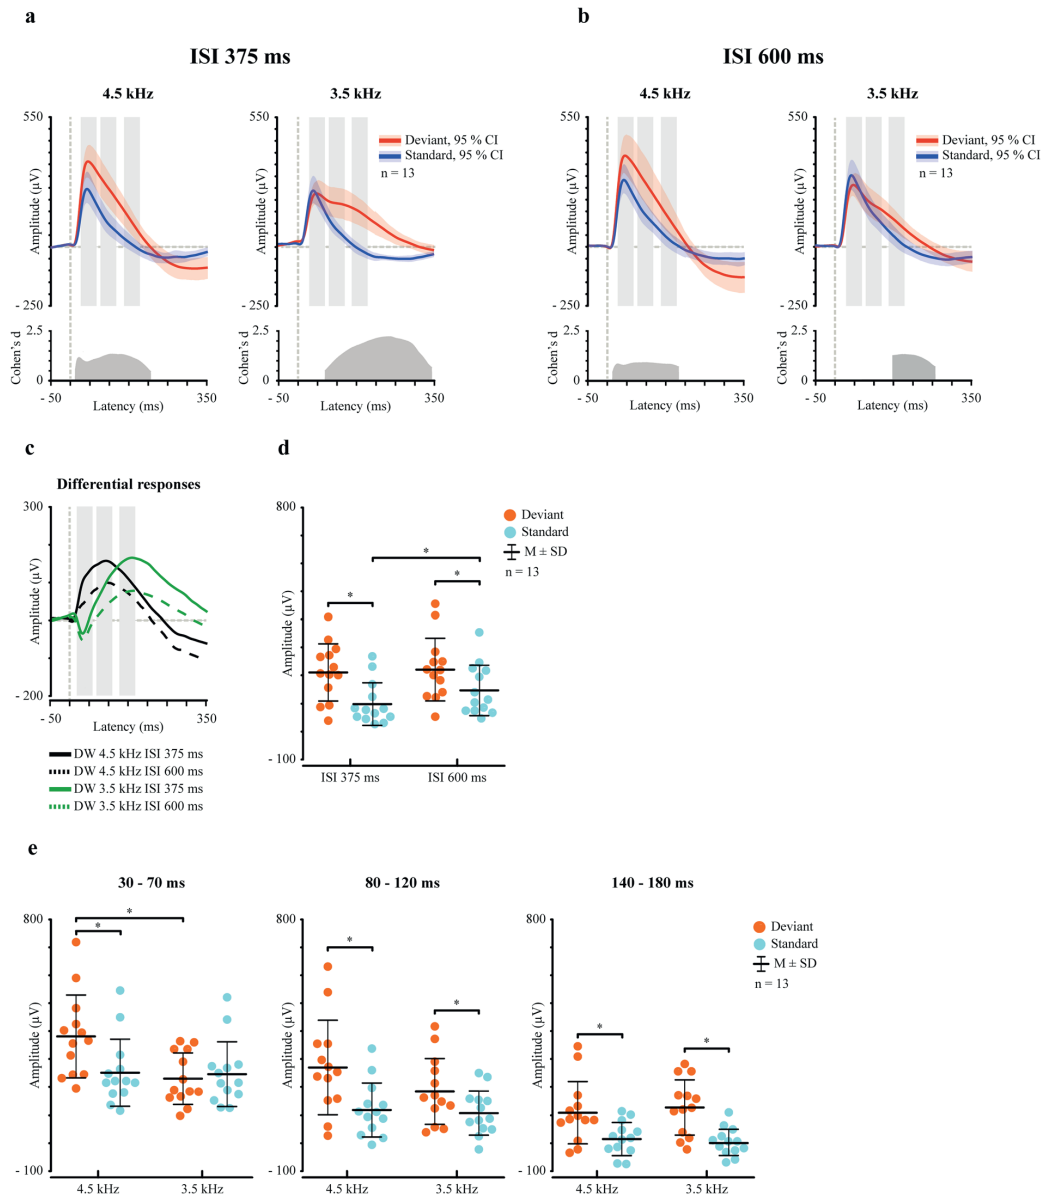 a
b
ISI 375 ms
ISI 600 ms
4.5 kHz
3.5 kHz
4.5 kHz
3.5 kHz
550
Amplitude (µV)
- 250
Deviant, 95 % CI
Standard, 95 % CI
n = 13
550
Amplitude (µV)
- 250
550
Amplitude (µV)
- 250
550
Amplitude (µV)
- 250
Deviant, 95 % CI
Standard, 95 % CI
n = 13
2.5
Cohen's d
0
- 50
Latency (ms)
350
2.5
Cohen's d
0
- 50
Latency (ms)
350
2.5
Cohen's d
0
- 50
Latency (ms)
350
2.5
Cohen's d
0
- 50
Latency (ms)
350
c
Differential responses
300
Amplitude (µV)
- 200
-50
Latency (ms)
350
DW 4.5 kHz ISI 375 ms
DW 4.5 kHz ISI 600 ms
DW 3.5 kHz ISI 375 ms
DW 3.5 kHz ISI 600 ms
d
800
Amplitude (µV)
- 100
*
*
*
ISI 375 ms
ISI 600 ms
Deviant
Standard
M ± SD
n = 13
e
30 - 70 ms
80 - 120 ms
140 - 180 ms
800
Amplitude (µV)
- 100
*
*
4.5 kHz
3.5 kHz
800
Amplitude (µV)
- 100
*
*
4.5 kHz
3.5 kHz
800
Amplitude (µV)
- 100
*
*
4.5 kHz
3.5 kHz
Deviant
Standard
M ± SD
n = 13